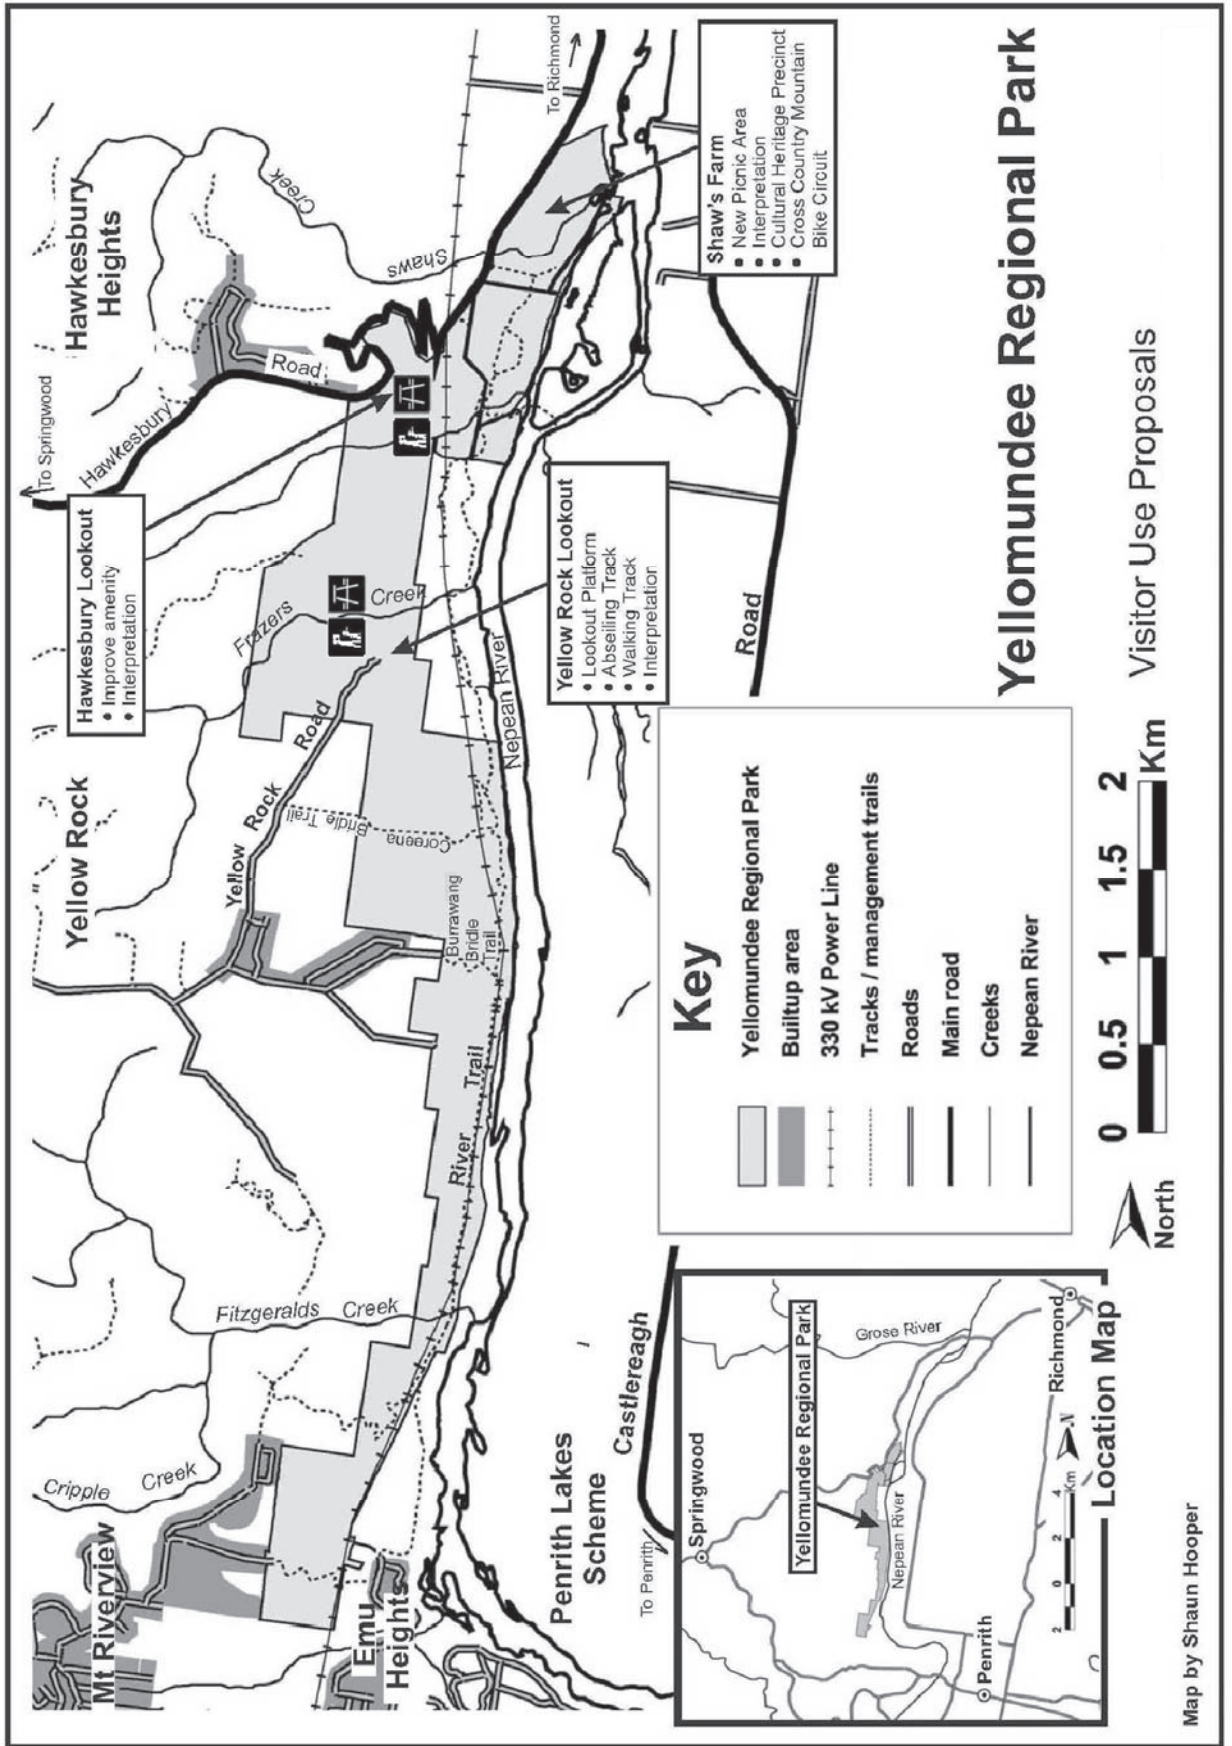 Yellomundee Regional Park
Visitor Use Proposals
Hawkesbury
Heights
To Springwood
Hawkesbury
Road
Shaws
Creek
To Richmond
Hawkesbury Lookout
• Improve amenity
• Interpretation
Shaw's Farm
• New Picnic Area
• Interpretation
• Cultural Heritage Precinct
• Cross Country Mountain
Bike Circuit
Yellow Rock Lookout
• Lookout Platform
• Abseiling Track
• Walking Track
• Interpretation
Frazers
Creek
Nepean River
Yellow Rock
Yellow
Rock
Road
Coreena
Bridle Trail
Burrawang
Bridle
Trail
River
Trail
Fitzgeralds Creek
Cripple Creek
Mt Riverview
Emu
Heights
Penrith Lakes
Scheme
To Penrith
Castlereagh
Road
Key
Yellomundee Regional Park
Builtup area
330 kV Power Line
Tracks / management trails
Roads
Main road
Creeks
Nepean River
0 0.5 1 1.5 2
Km
North
Springwood
Yellomundee Regional Park
Grose River
Nepean River
Richmond
Penrith
2 0 2 4
Km
N
Location Map
Map by Shaun Hooper